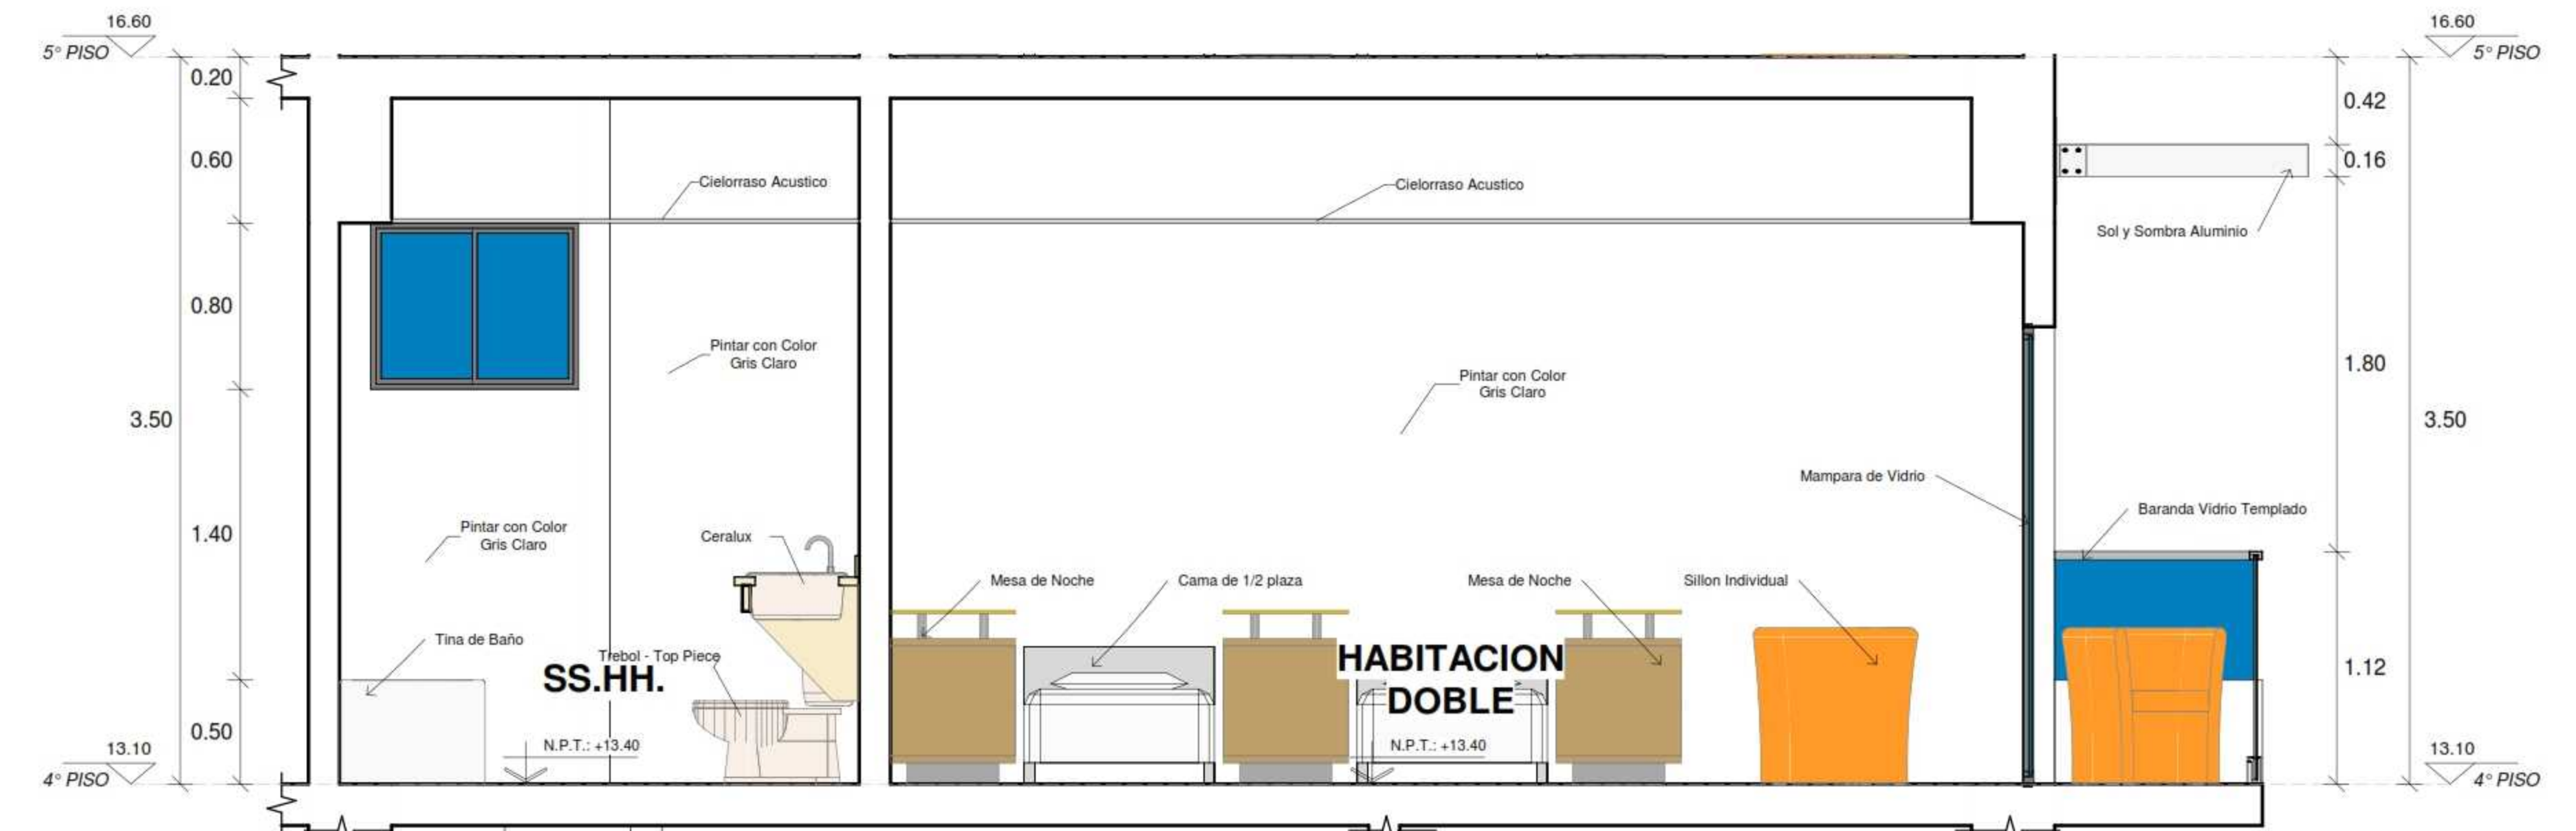 16.60
5° PISO
16.60
5° PISO
0.20
0.42
0.60
0.16
Cielorraso Acustico
Cielorraso Acustico
Sol y Sombra Aluminio
0.80
Pintar con Color
Gris Claro
1.80
Pintar con Color
Gris Claro
3.50
3.50
Mampara de Vidrio
Baranda Vidrio Templado
1.40
Pintar con Color
Gris Claro
Ceralux
Mesa de Noche
Cama de 1/2 plaza
Mesa de Noche
Sillon Individual
Tina de Baño
Trebol - Top Piece
SS.HH.
HABITACION
DOBLE
1.12
0.50
N.P.T.: +13.40
N.P.T.: +13.40
13.10
4° PISO
13.10
4° PISO